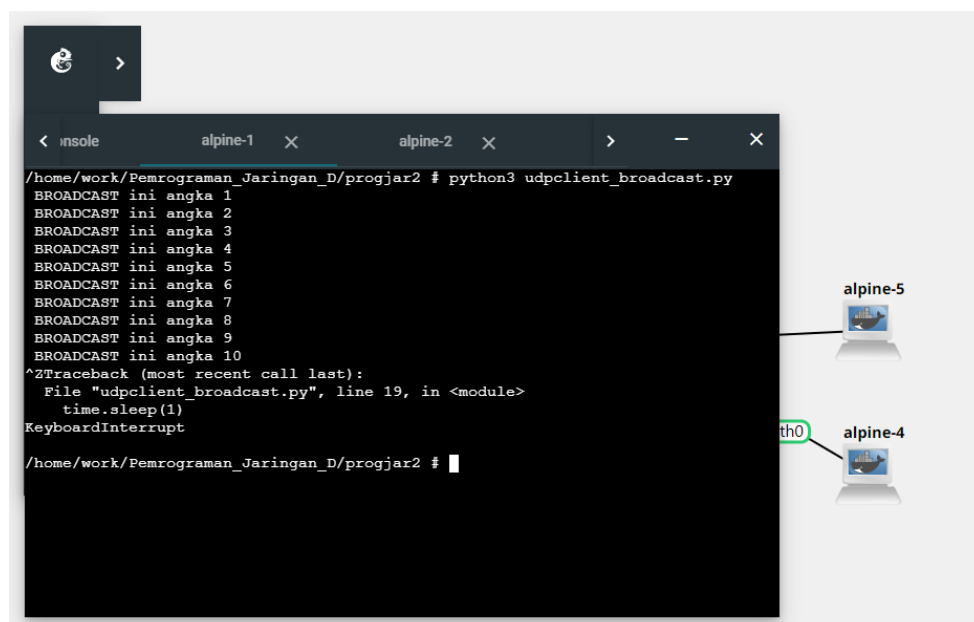 onsole alpine-1 alpine-2
/home/work/Pemrograman_Jaringan_D/progjar2 # python3 udpclient_broadcast.py
BROADCAST ini angka 1
BROADCAST ini angka 2
BROADCAST ini angka 3
BROADCAST ini angka 4
BROADCAST ini angka 5
BROADCAST ini angka 6
BROADCAST ini angka 7
BROADCAST ini angka 8
BROADCAST ini angka 9
BROADCAST ini angka 10
^ZTraceback (most recent call last):
File "udpclient_broadcast.py", line 19, in <module>
time.sleep(1)
KeyboardInterrupt
/home/work/Pemrograman_Jaringan_D/progjar2 #
alpine-5
th0
alpine-4